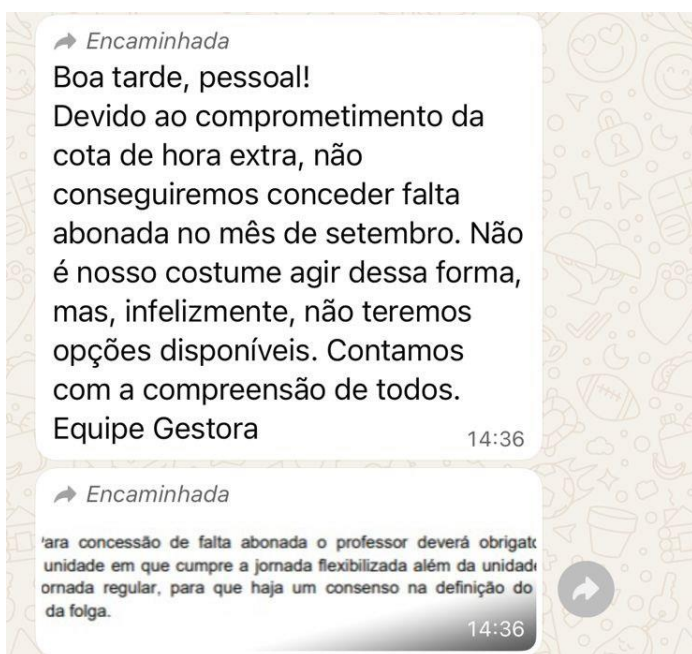 Encaminhada
Boa tarde, pessoal!
Devido ao comprometimento da
cota de hora extra, não
conseguiremos conceder falta
abonada no mês de setembro. Não
é nosso costume agir dessa forma,
mas, infelizmente, não teremos
opções disponíveis. Contamos
com a compreensão de todos.
Equipe Gestora
14:36
Encaminhada
ara concessão de falta abonada o professor deverá
unidade em que cumpre a jornada flexibilizada além da
regular, para que haja um consenso na definição do
da folga.
14:36